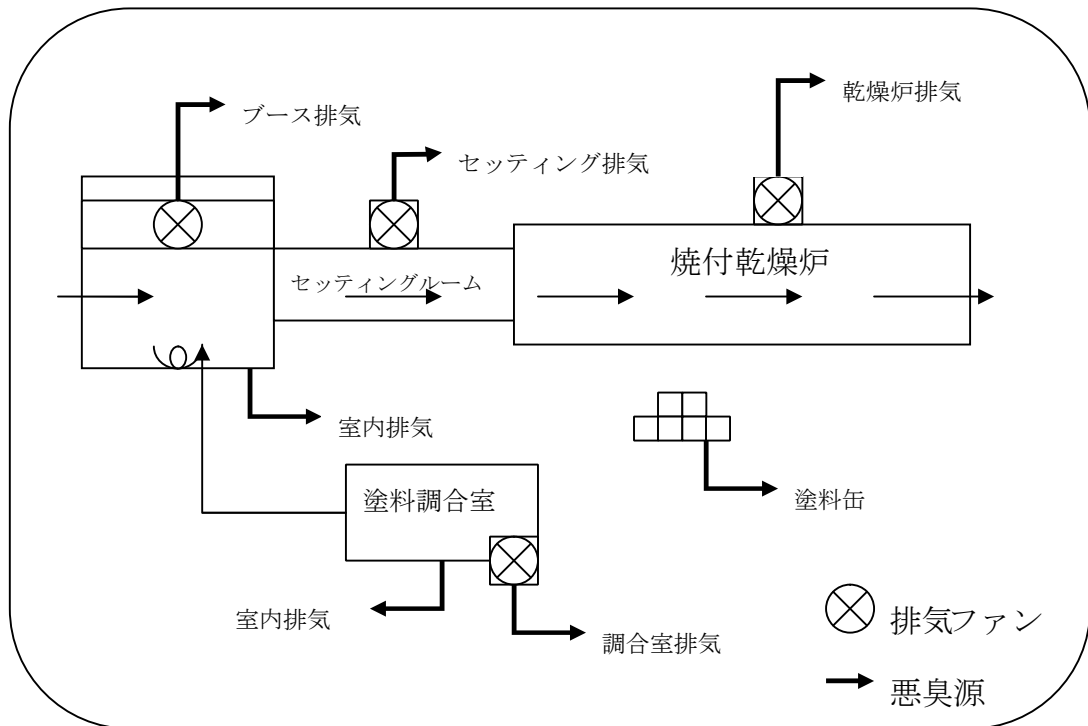 乾燥炉排気
ブース排気
セッティング排気
焼付乾燥炉
セッティングルーム
室内排気
塗料調合室
塗料缶
室内排気
調合室排気
排気ファン
悪臭源